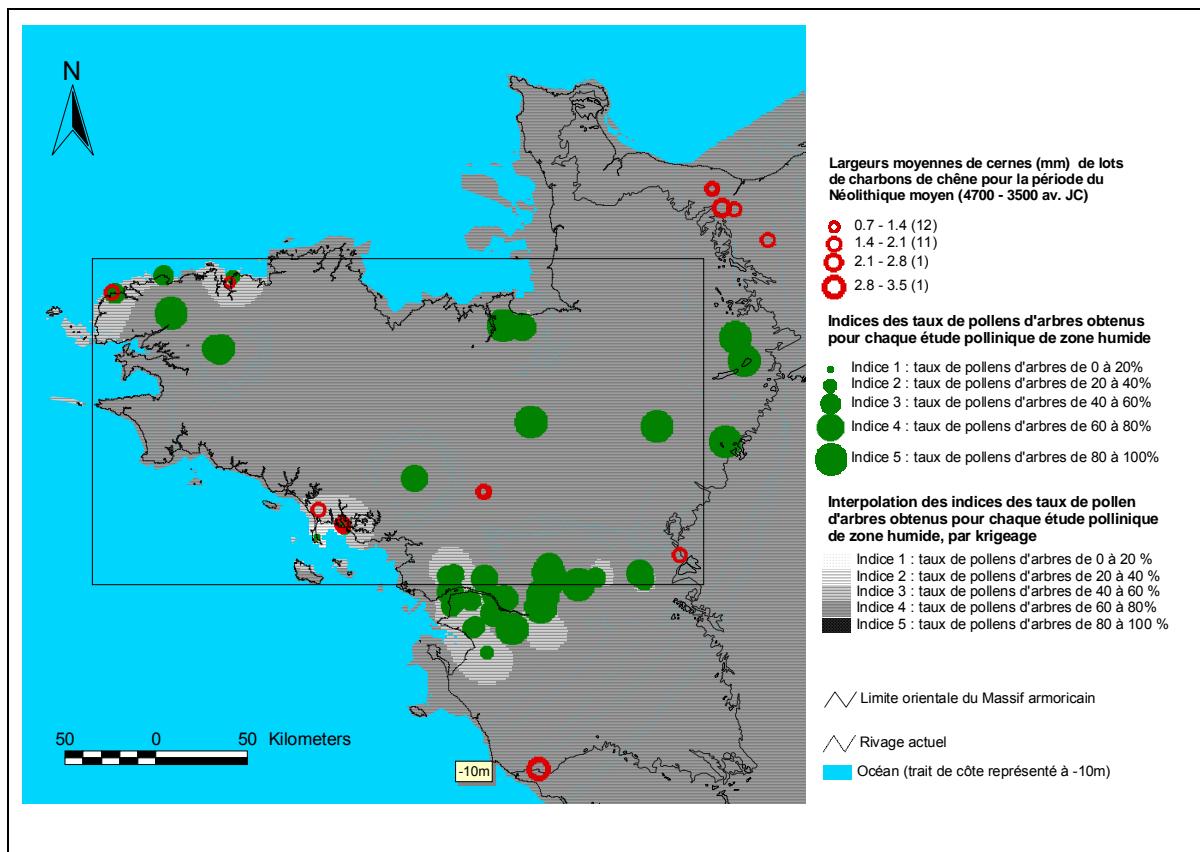 N
50 0 50 Kilometers
-10m
Largeurs moyennes de cernes (mm) de lots
de charbons de chêne pour la période du
Néolithique moyen (4700 - 3500 av. JC)
0.7 - 1.4 (12)
1.4 - 2.1 (11)
2.1 - 2.8 (1)
2.8 - 3.5 (1)
Indices des taux de pollens d'arbres obtenus
pour chaque étude pollinique de zone humide
Indice 1 : taux de pollens d'arbres de 0 à 20%
Indice 2 : taux de pollens d'arbres de 20 à 40%
Indice 3 : taux de pollens d'arbres de 40 à 60%
Indice 4 : taux de pollens d'arbres de 60 à 80%
Indice 5 : taux de pollens d'arbres de 80 à 100%
Interpolation des indices des taux de pollen
d'arbres obtenus pour chaque étude pollinique
de zone humide, par krigeage
Indice 1 : taux de pollens d'arbres de 0 à 20 %
Indice 2 : taux de pollens d'arbres de 20 à 40 %
Indice 3 : taux de pollens d'arbres de 40 à 60 %
Indice 4 : taux de pollens d'arbres de 60 à 80%
Indice 5 : taux de pollens d'arbres de 80 à 100 %
Limite orientale du Massif armoricain
Rivage actuel
Océan (trait de côte représenté à -10m)